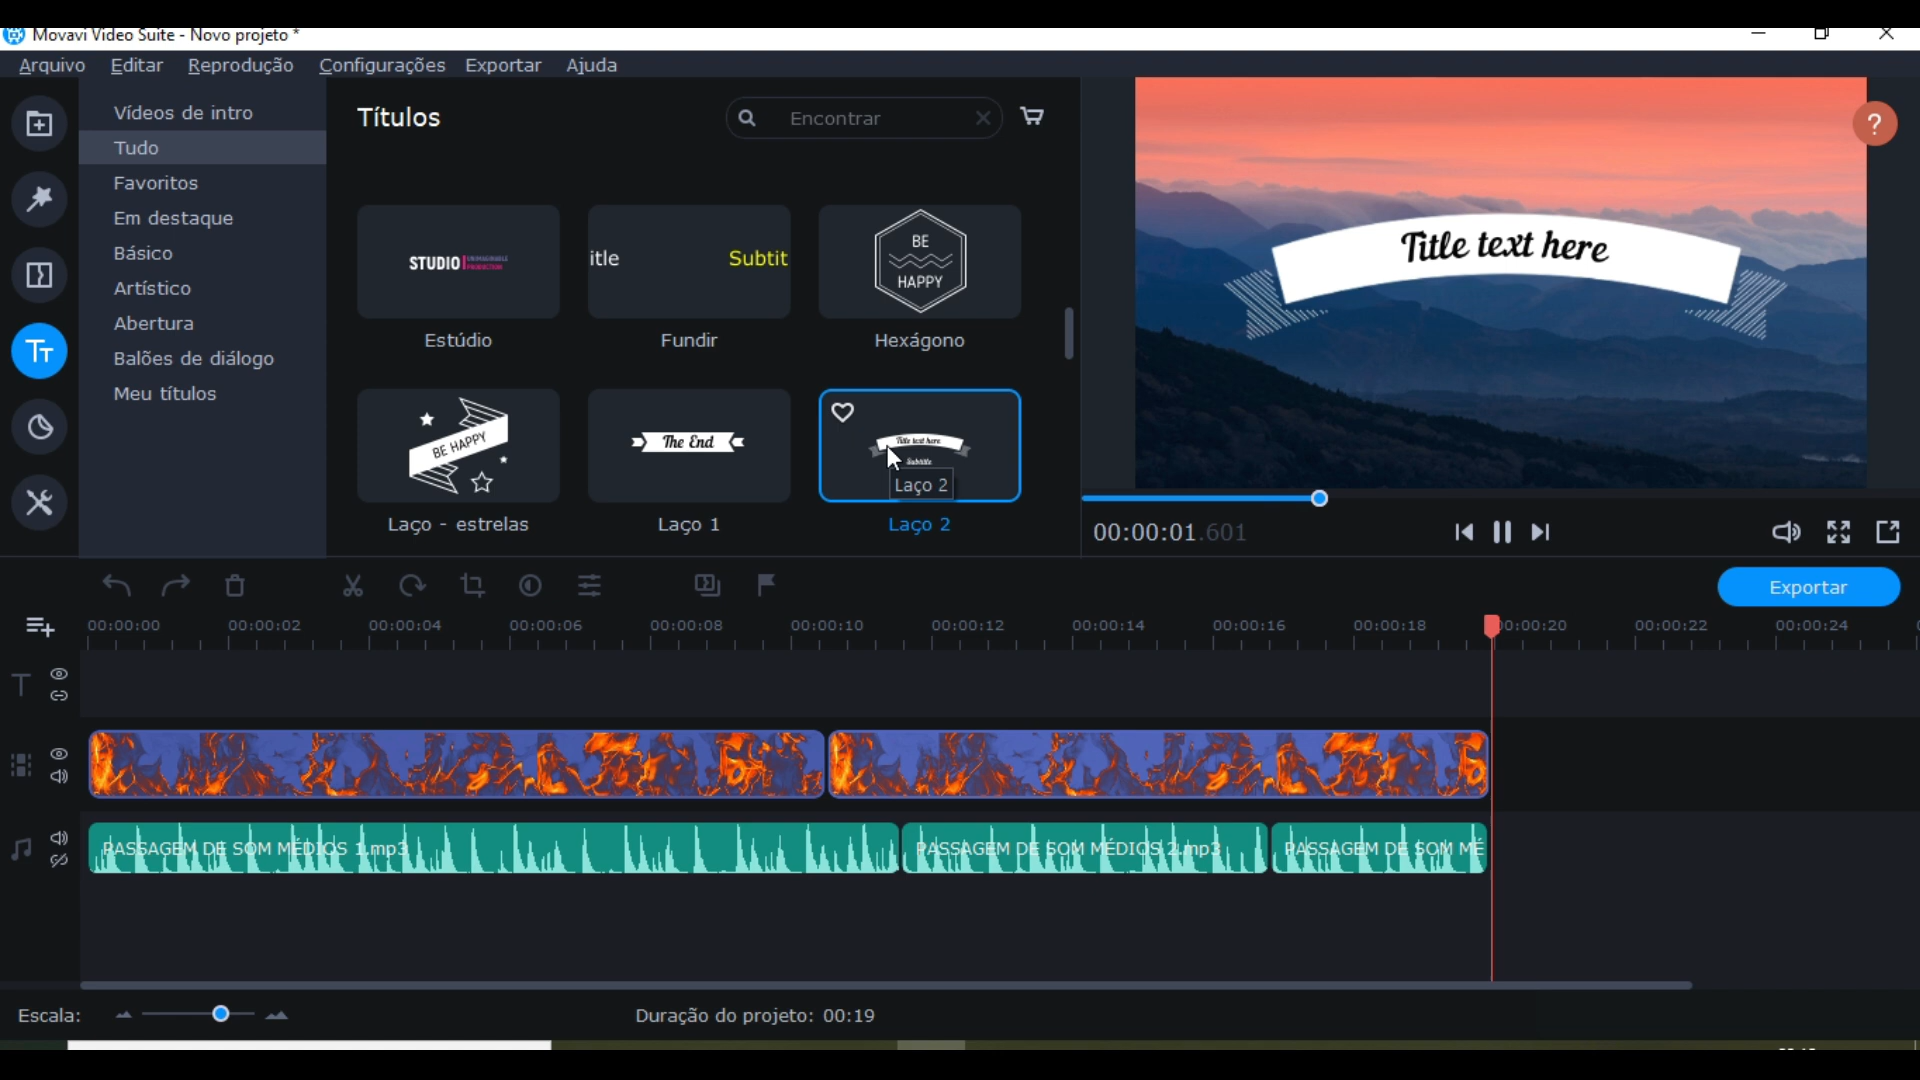 Movavi Video Suite - Novo projeto *
Arquivo Editar Reprodução Configurações Exportar Ajuda
Vídeos de intro
Tudo
Favoritos
Em destaque
Básico
Artístico
Abertura
Balões de diálogo
Meu títulos
Títulos
Encontrar
STUDIO
itle Subtit
BE
HAPPY
Estúdio Fundir Hexágono
BE HAPPY
The End
Title text here
Subtitle
Laço 2
Laço - estrelas Laço 1 Laço 2
Title text here
?
00:00:01.601
Exportar
00:00:00 00:00:02 00:00:04 00:00:06 00:00:08 00:00:10 00:00:12 00:00:14 00:00:16 00:00:18 00:00:20 00:00:22 00:00:24
PASSAGEM DE SOM MÉDIOS 1.mp3 PASSAGEM DE SOM MÉDIOS 2.mp3 PASSAGEM DE SOM MÉ
Escala:
Duração do projeto: 00:19